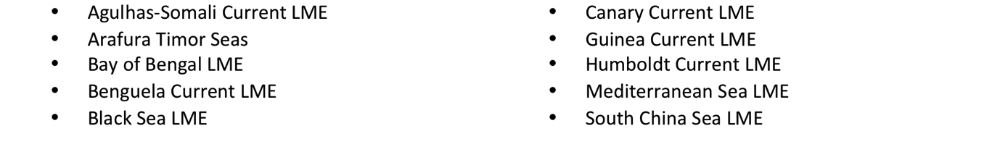 • Agulhas-Somali Current LME
• Arafura Timor Seas
• Bay of Bengal LME
• Benguela Current LME
• Black Sea LME
• Canary Current LME
• Guinea Current LME
• Humboldt Current LME
• Mediterranean Sea LME
• South China Sea LME